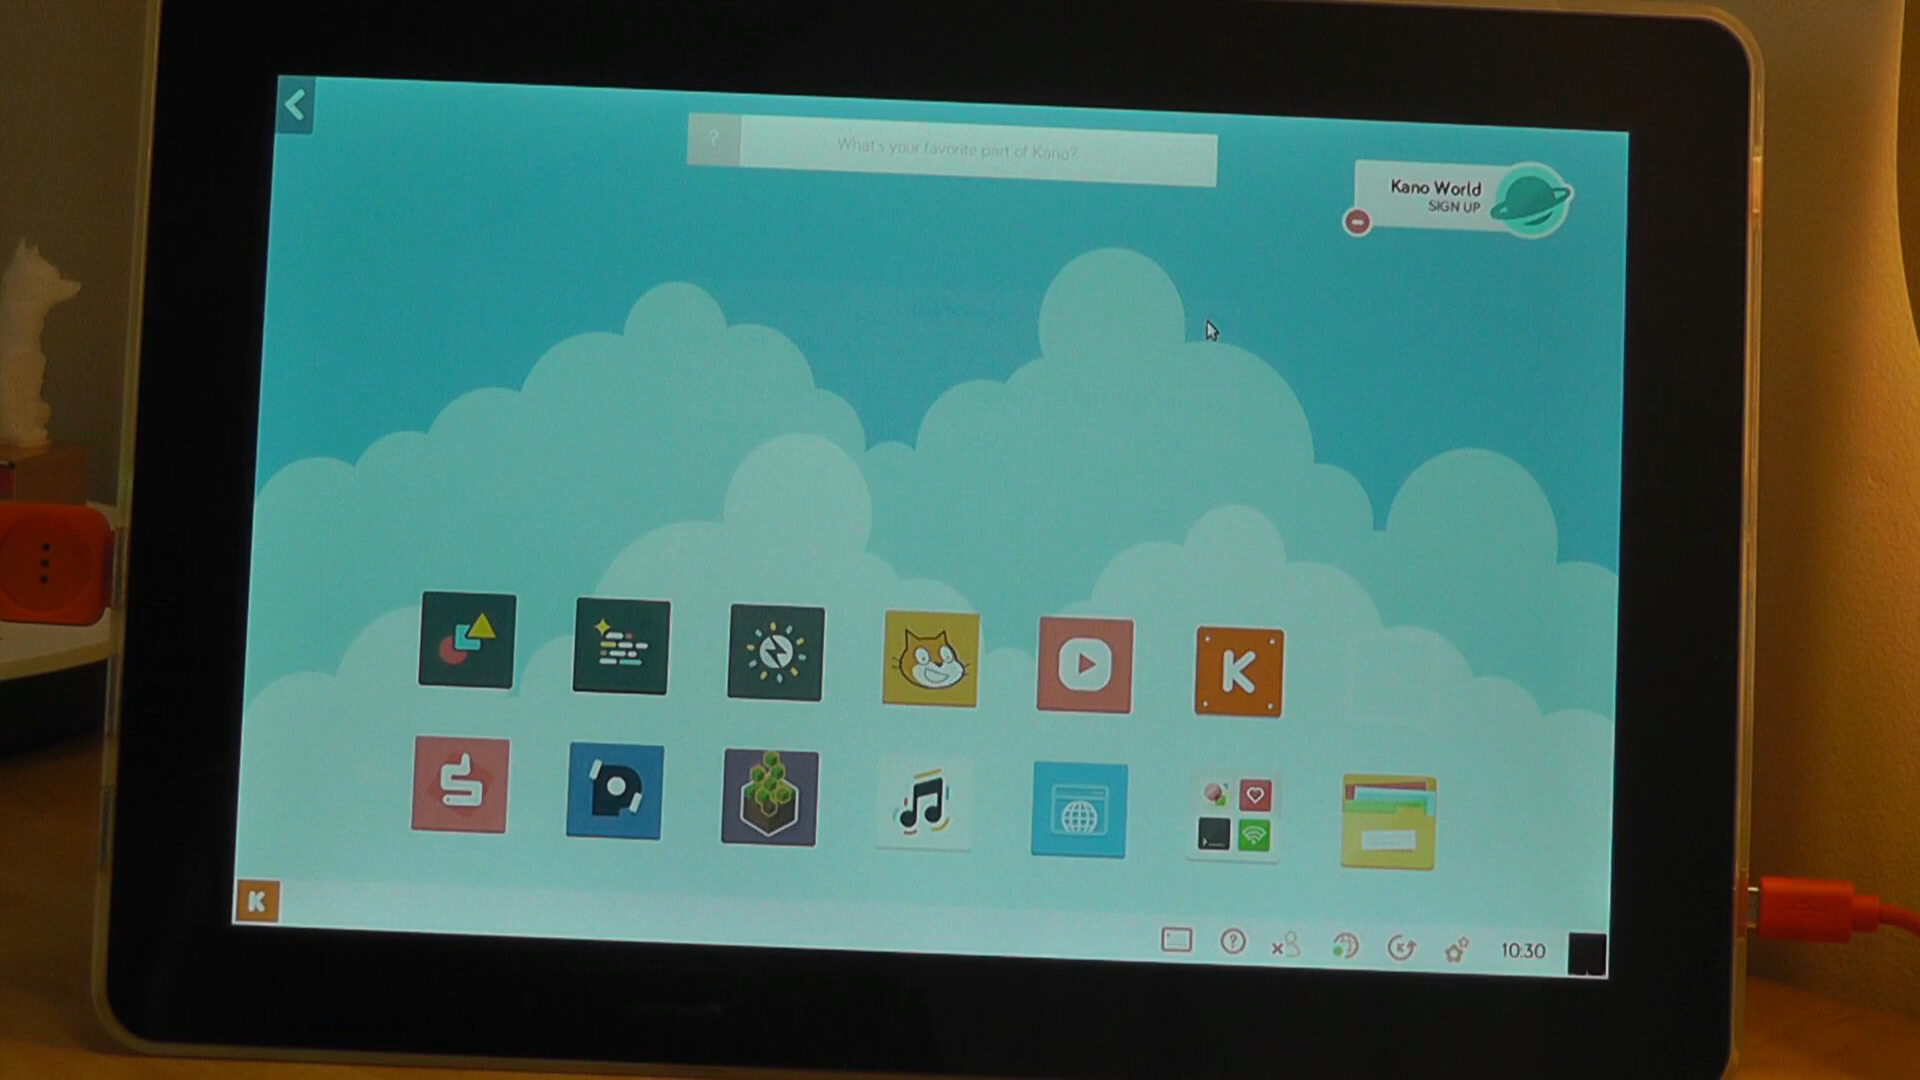 ?
What's your favorite part of Kano?
Kano World
SIGN UP
K
K
?
10:30